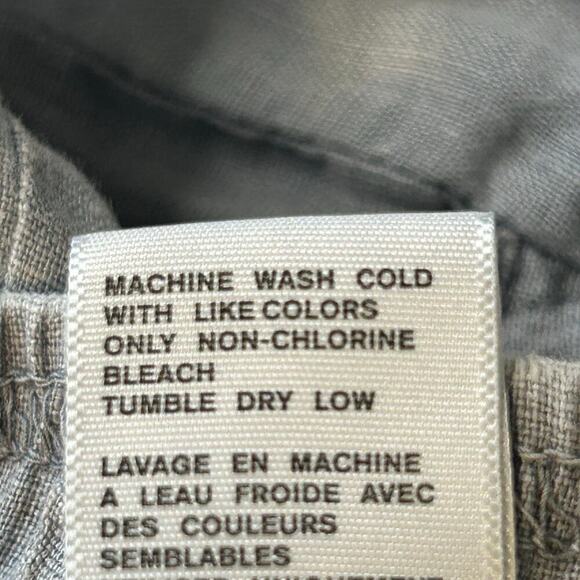 MACHINE WASH COLD
WITH LIKE COLORS
ONLY NON-CHLORINE
BLEACH
TUMBLE DRY LOW
LAVAGE EN MACHINE
A LEAU FROIDE AVEC
DES COULEURS
SEMBLABLES